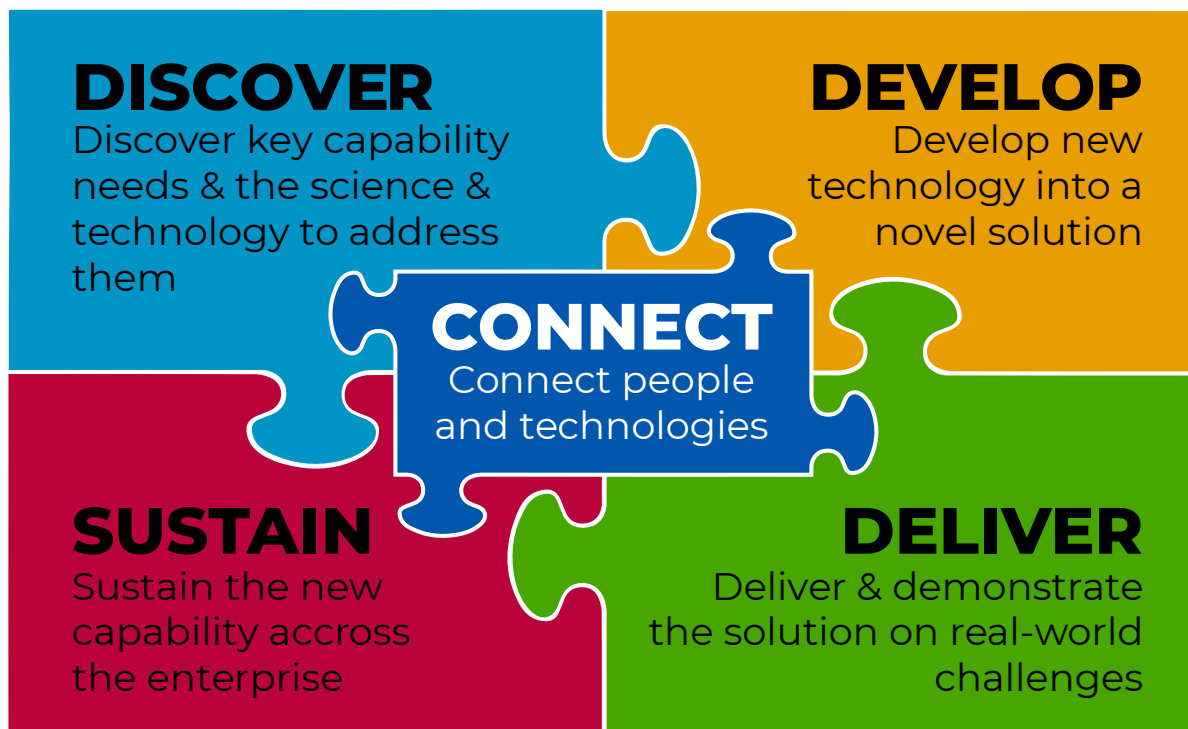 DISCOVER
Discover key capability
needs & the science &
technology to address
them
DEVELOP
Develop new
technology into a
novel solution
CONNECT
Connect people
and technologies
SUSTAIN
Sustain the new
capability accross
the enterprise
DELIVER
Deliver & demonstrate
the solution on real-world
challenges